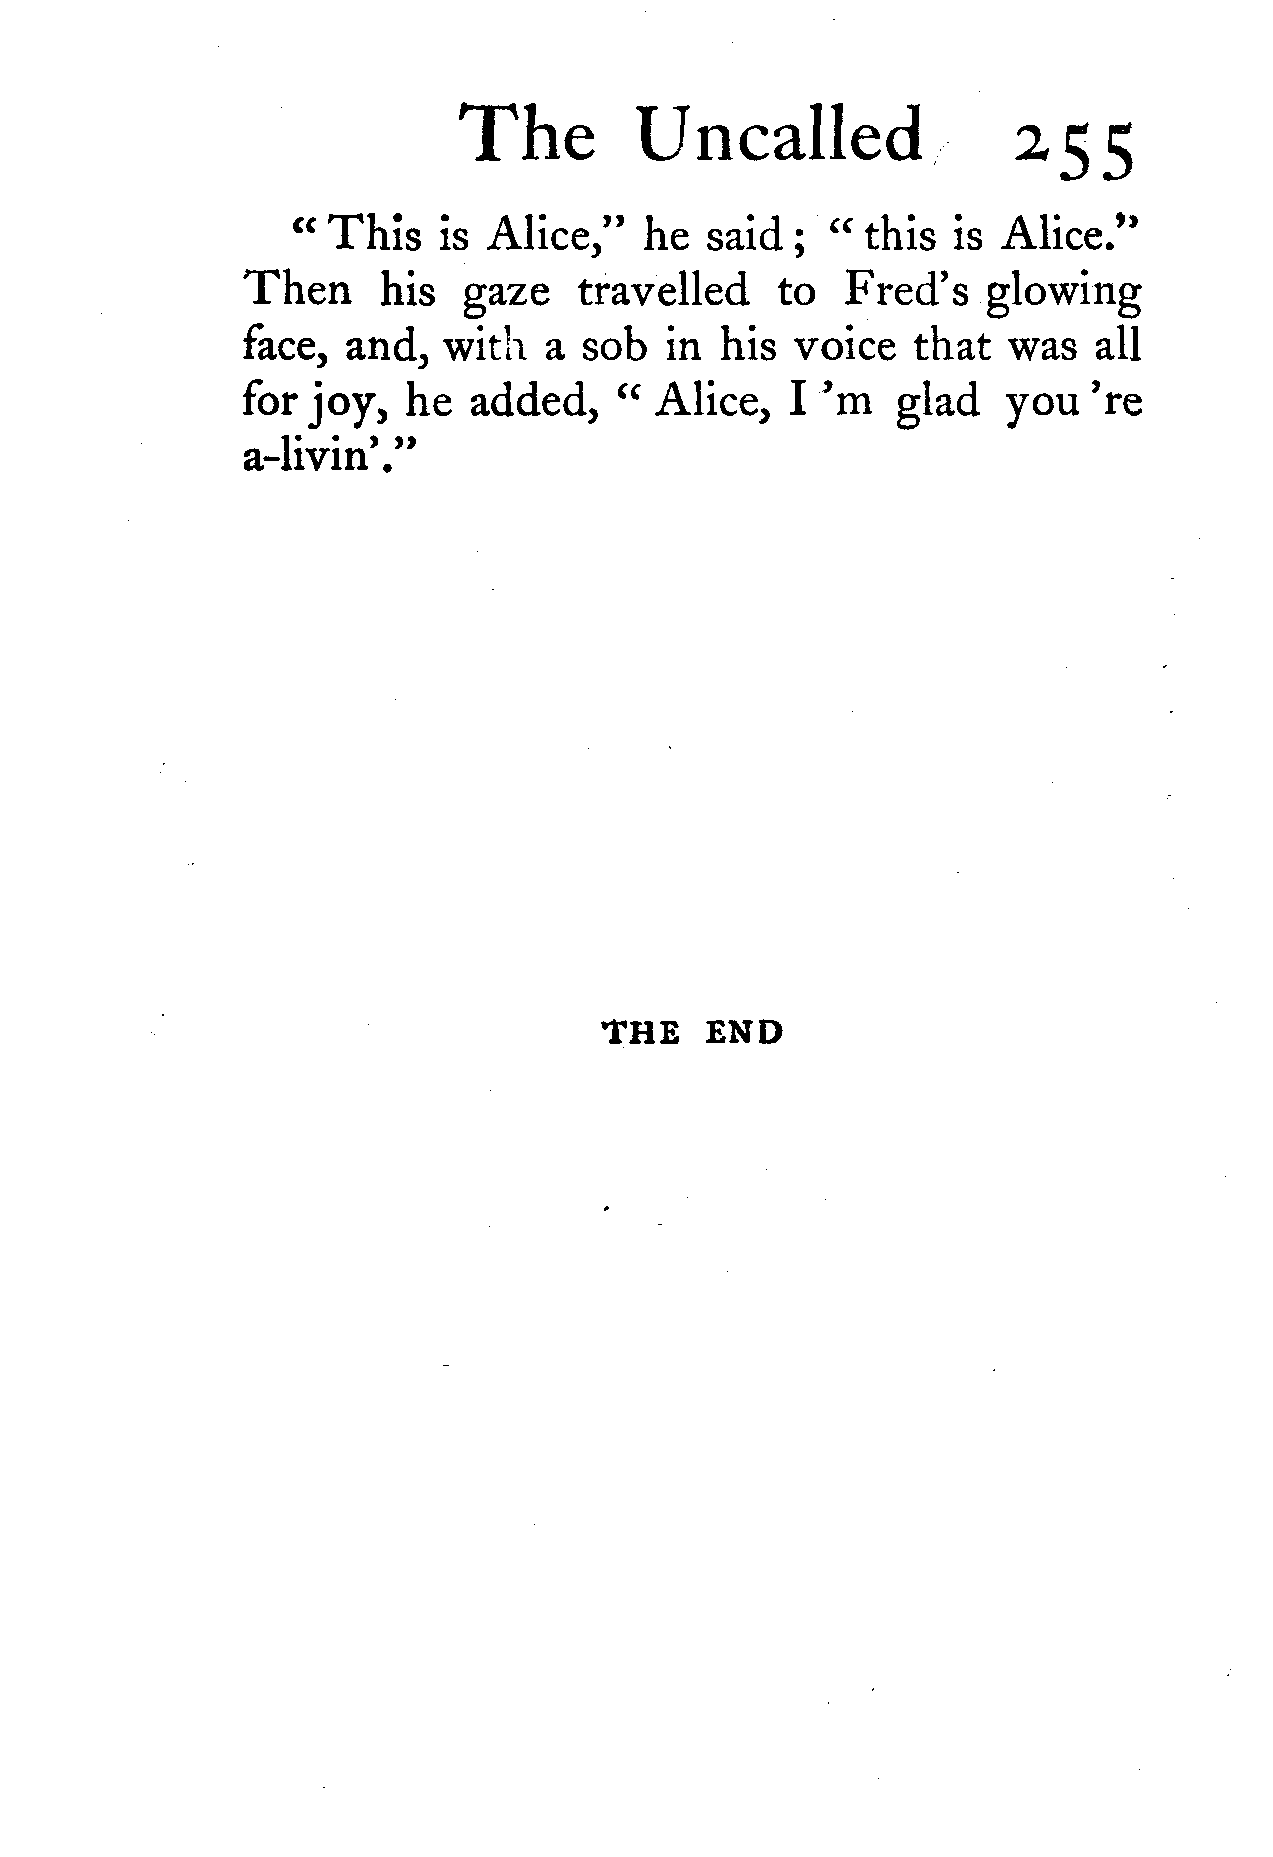 The Uncalled 255
“ This is Alice,” he said ; “ this is Alice.”
Then his gaze travelled to Fred’s glowing
face, and, with a sob in his voice that was all
for joy, he added, “ Alice, I ’m glad you ’re
a-livin’.”
THE END